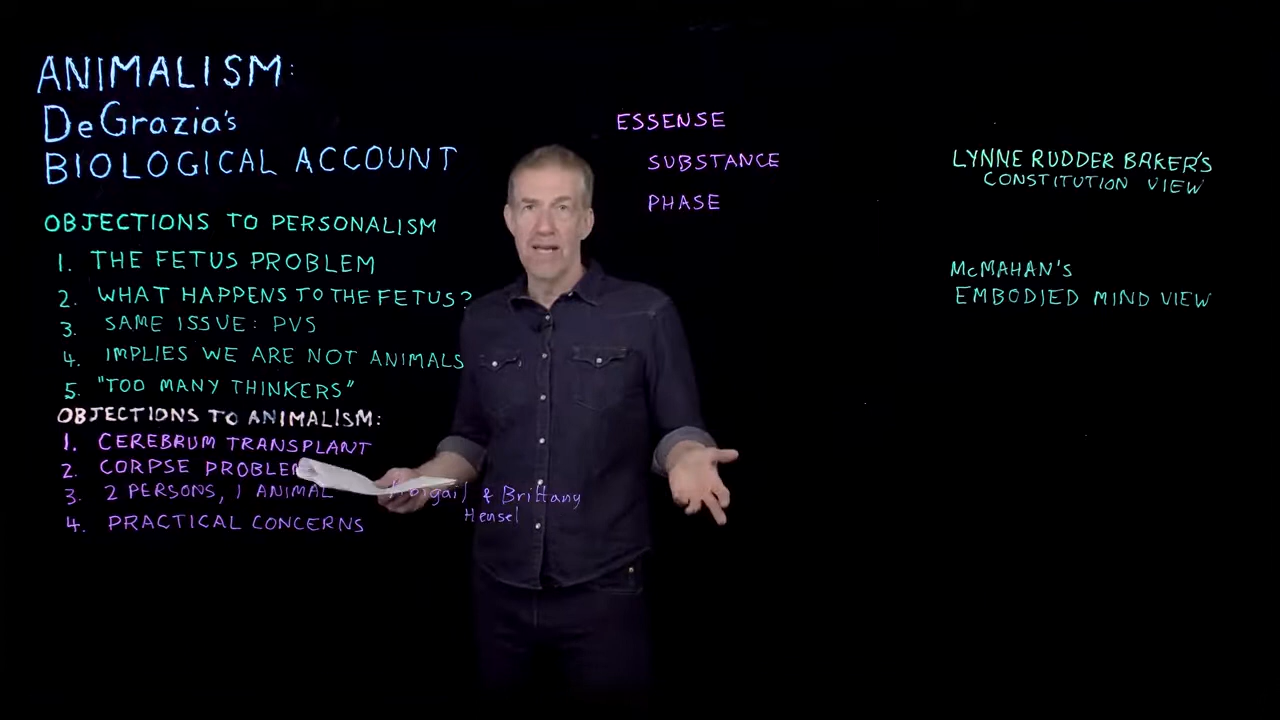 ANIMALISM:
DeGrazia's
BIOLOGICAL ACCOUNT
OBJECTIONS TO PERSONALISM
1. THE FETUS PROBLEM
2. WHAT HAPPENS TO THE FETUS?
3. SAME ISSUE: PVS
4. IMPLIES WE ARE NOT ANIMALS
5. "TOO MANY THINKERS"
OBJECTIONS TO ANIMALISM:
1. CEREBRUM TRANSPLANT
2. CORPSE PROBLEM
3. 2 PERSONS, 1 ANIMAL
Abigail & Brittany
Hensel
4. PRACTICAL CONCERNS
ESSENSE
SUBSTANCE
PHASE
LYNNE RUDDER BAKER'S
CONSTITUTION VIEW
McMAHAN'S
EMBODIED MIND VIEW